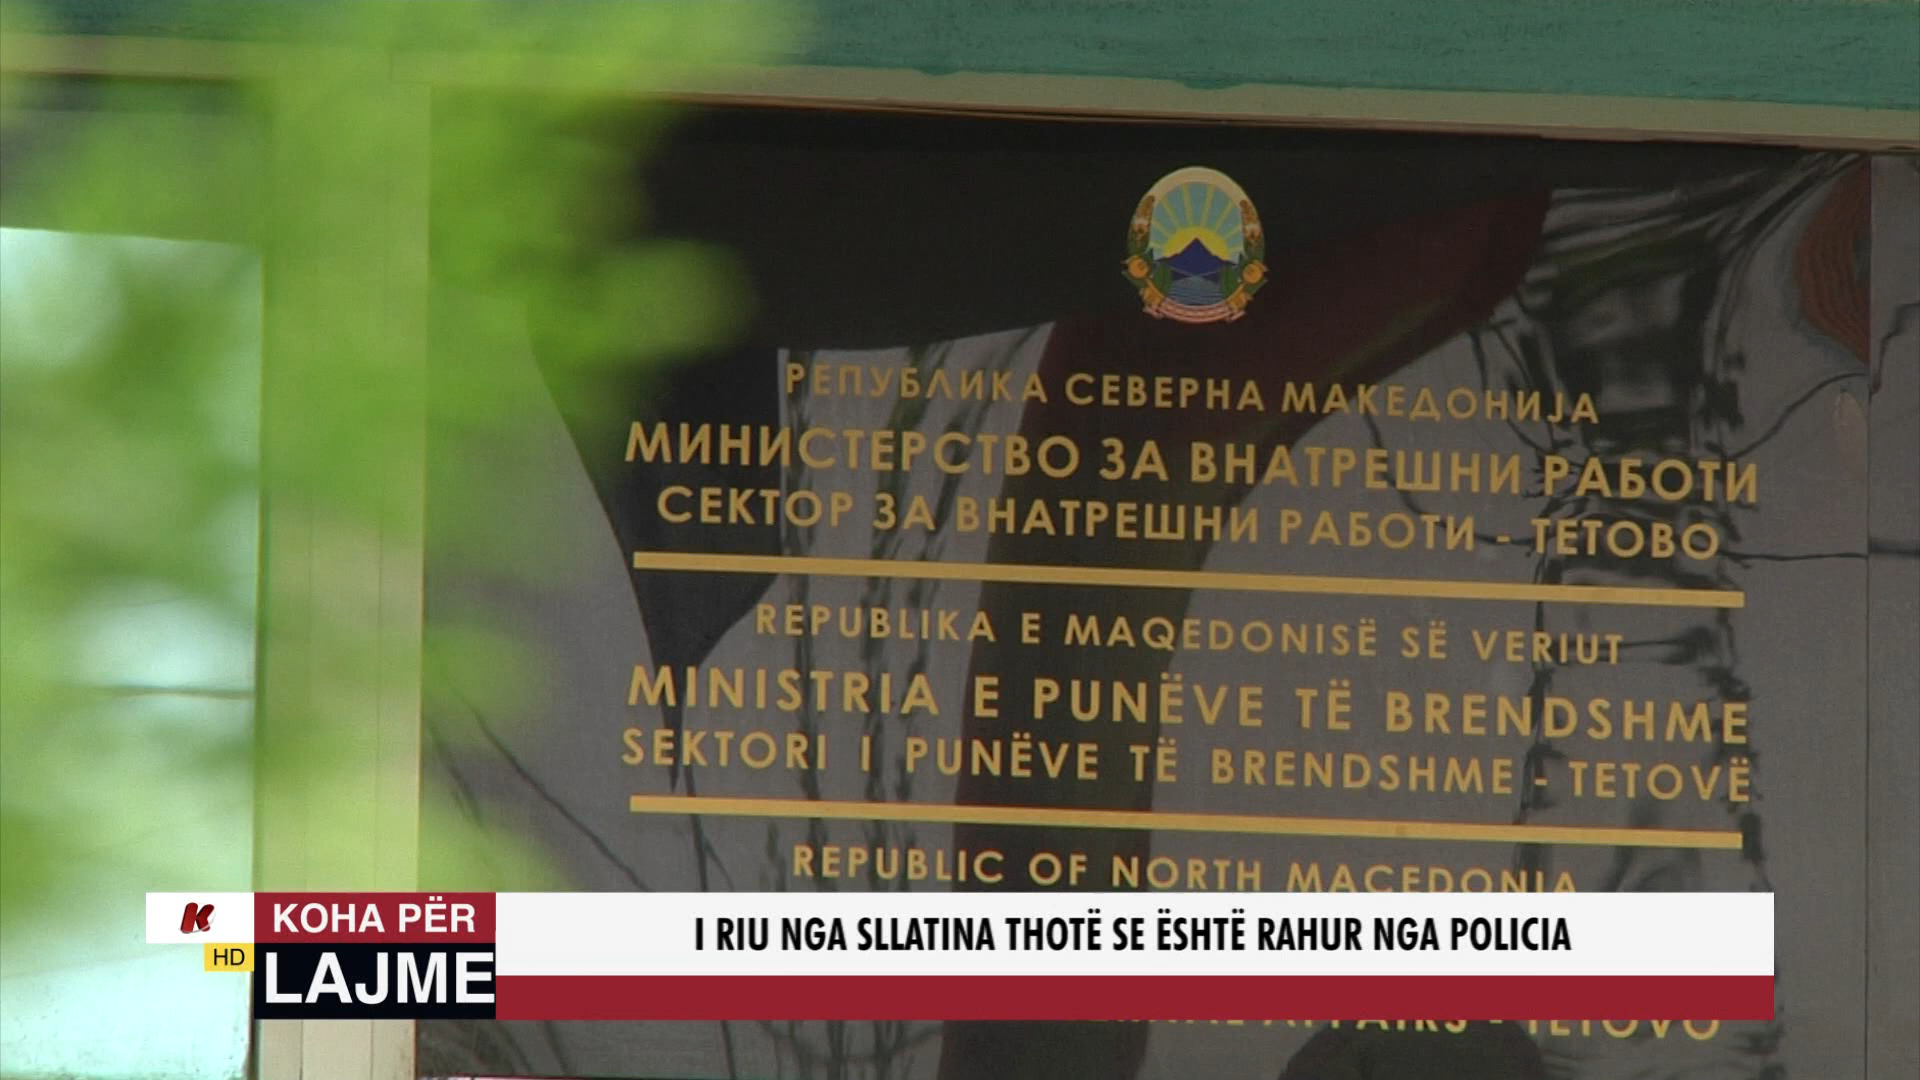 РЕПУБЛИКА СЕВЕРНА МАКЕДОНИЈА
МИНИСТЕРСТВО ЗА ВНАТРЕШНИ РАБОТИ
СЕКТОР ЗА ВНАТРЕШНИ РАБОТИ - ТЕТОВО
REPUBLIKA E MAQEDONISË SË VERIUT
MINISTRIA E PUNËVE TË BRENDSHME
SEKTORI I PUNËVE TË BRENDSHME - TETOVË
REPUBLIC OF NORTH MACEDONIA
AFFAIRS - TETOVO
K
HD
KOHA PËR
LAJME
I RIU NGA SLLATINA THOTË SE ËSHTË RAHUR NGA POLICIA